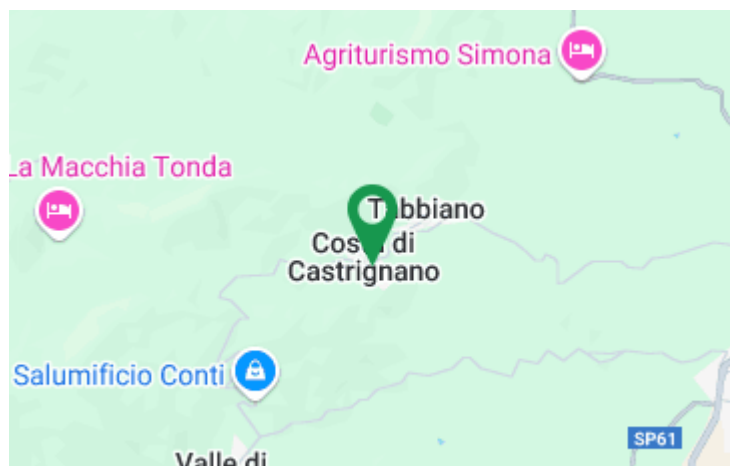 Agriturismo Simona
La Macchia Tonda
Tabbiano
Costa di
Castrignano
Salumificio Conti
SP61
Valle di